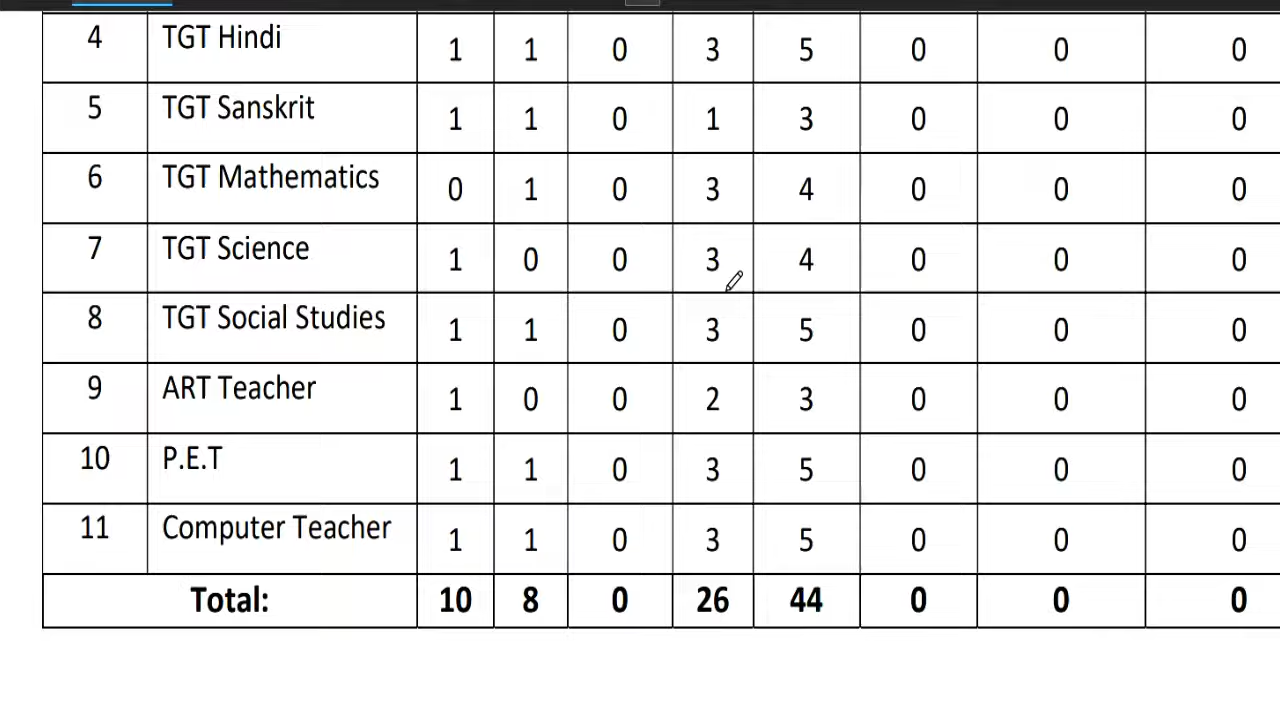 4 TGT Hindi 1 1 0 3 5 0 0 0
5 TGT Sanskrit 1 1 0 1 3 0 0 0
6 TGT Mathematics 0 1 0 3 4 0 0 0
7 TGT Science 1 0 0 3 4 0 0 0
8 TGT Social Studies 1 1 0 3 5 0 0 0
9 ART Teacher 1 0 0 2 3 0 0 0
10 P.E.T 1 1 0 3 5 0 0 0
11 Computer Teacher 1 1 0 3 5 0 0 0
Total: 10 8 0 26 44 0 0 0